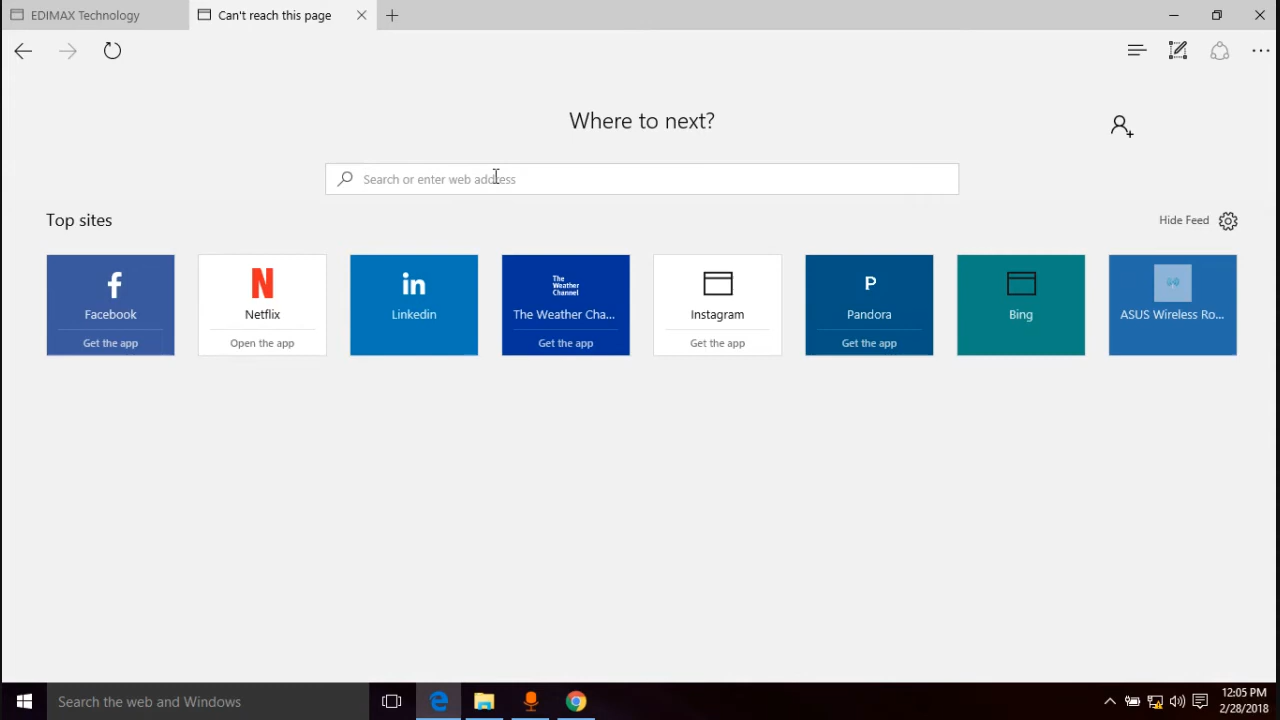 EDIMAX Technology
Can't reach this page
Where to next?
Search or enter web address
Top sites
Hide Feed
Facebook
Get the app
N
Netflix
Open the app
in
Linkedin
The
Weather
Channel
The Weather Cha...
Get the app
Instagram
Get the app
P
Pandora
Get the app
Bing
ASUS Wireless Ro...
Search the web and Windows
12:05 PM
2/28/2018